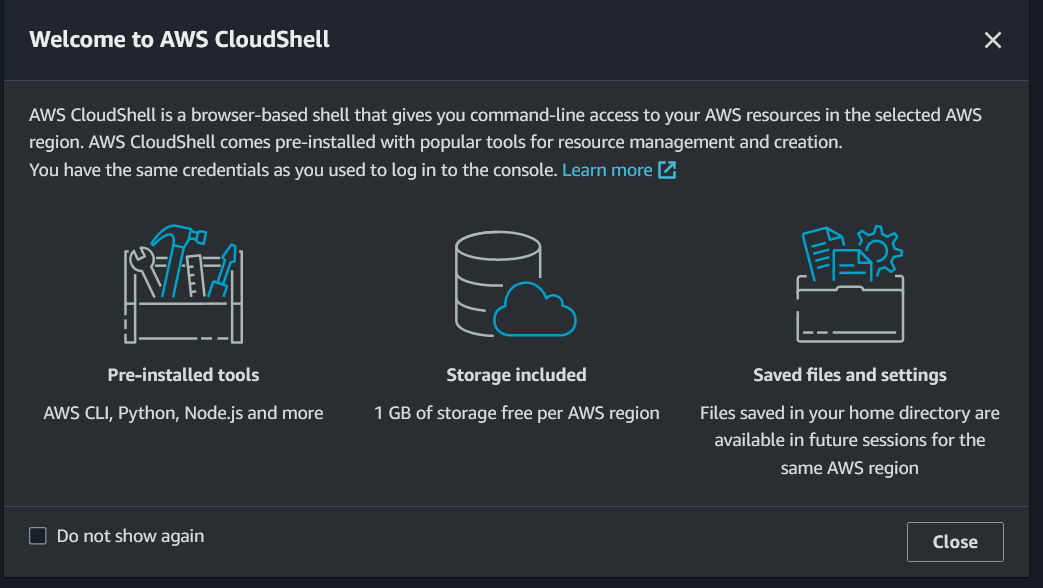 Welcome to AWS CloudShell
AWS CloudShell is a browser-based shell that gives you command-line access to your AWS resources in the selected AWS
region. AWS CloudShell comes pre-installed with popular tools for resource management and creation.
You have the same credentials as you used to log in to the console. Learn more
Pre-installed tools
AWS CLI, Python, Node.js and more
Storage included
1 GB of storage free per AWS region
Saved files and settings
Files saved in your home directory are
available in future sessions for the
same AWS region
Do not show again
Close